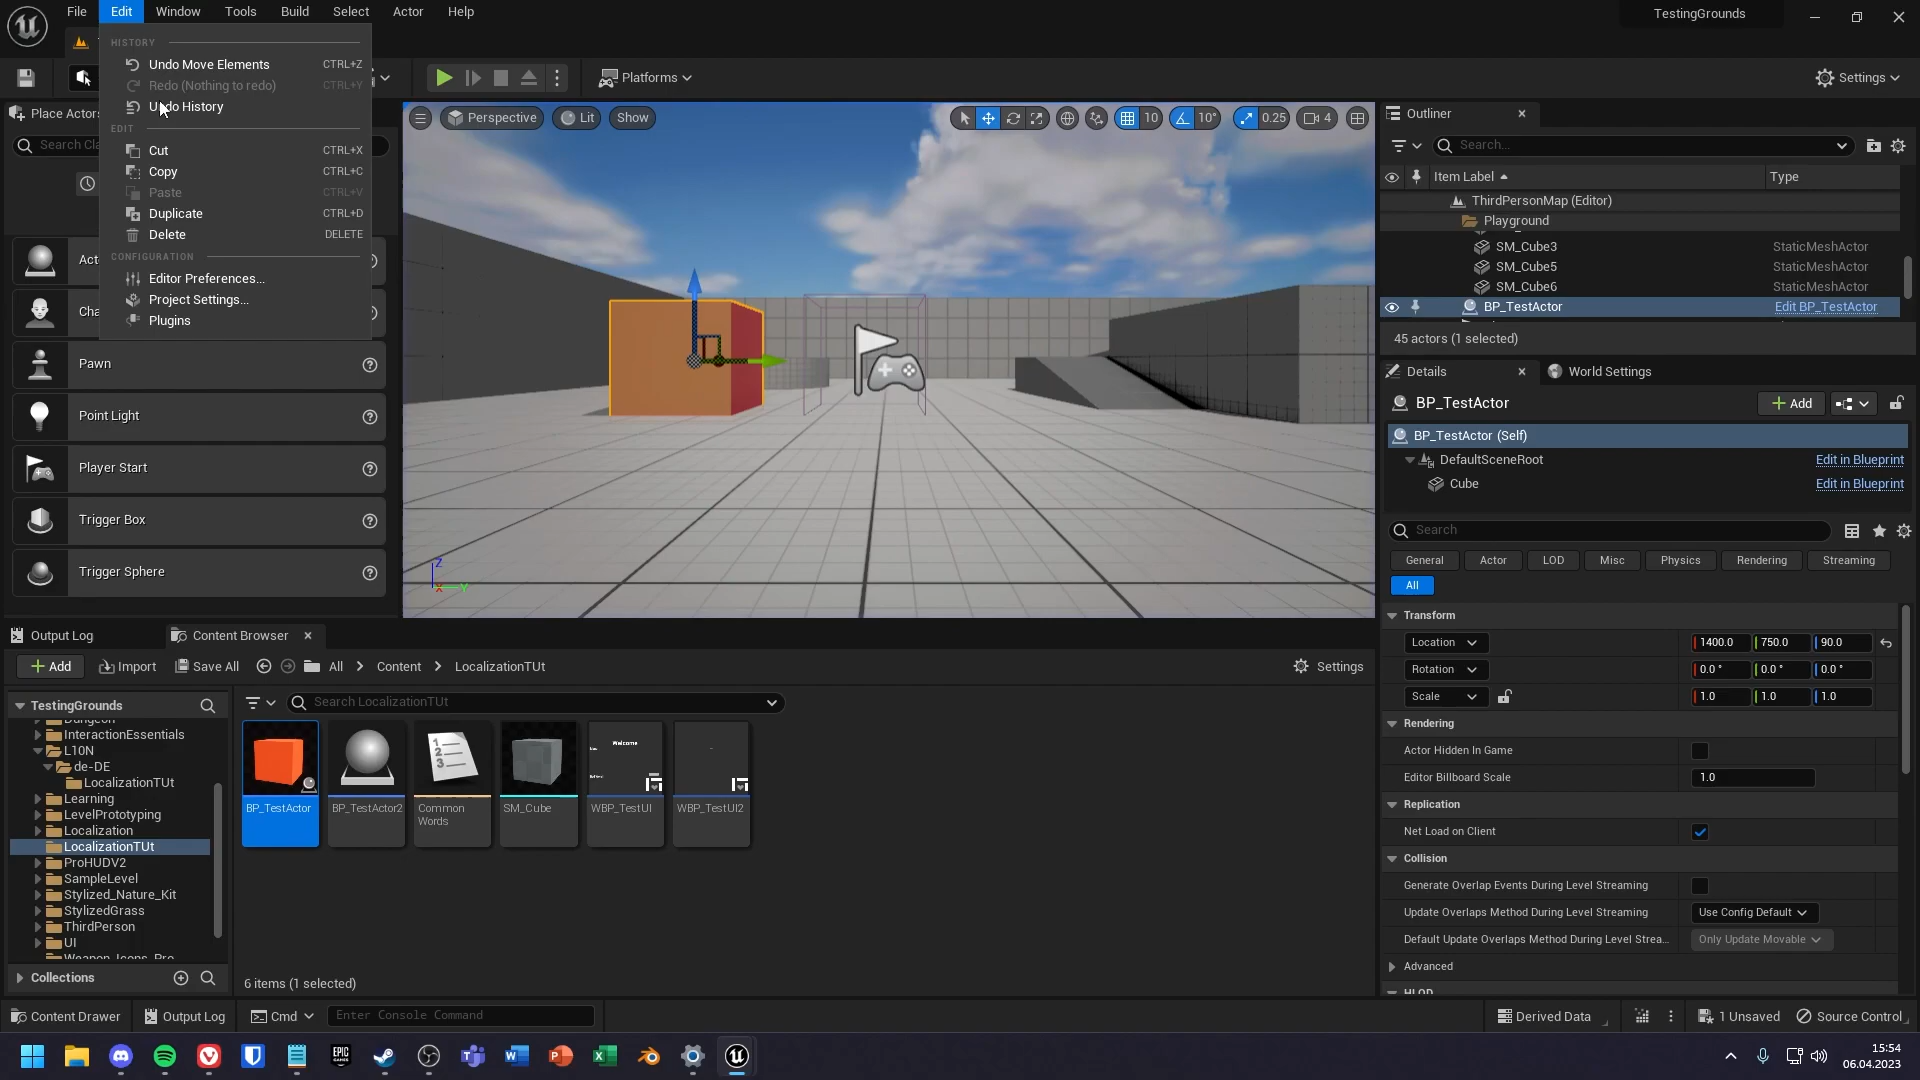 File Edit Window Tools Build Select Actor Help
TestingGrounds
HISTORY
Undo Move Elements CTRL+Z
Redo (Nothing to redo) CTRL+Y
Undo History
EDIT
Cut CTRL+X
Copy CTRL+C
Paste CTRL+V
Duplicate CTRL+D
Delete DELETE
CONFIGURATION
Editor Preferences...
Project Settings...
Plugins
Platforms
Settings
Place Actors
Pawn
Point Light
Player Start
Trigger Box
Trigger Sphere
Perspective Lit Show
10 10° 0.25 4
Z
Y
Outliner
Search...
Item Label Type
ThirdPersonMap (Editor)
Playground
SM_Cube3 StaticMeshActor
SM_Cube5 StaticMeshActor
SM_Cube6 StaticMeshActor
BP_TestActor Edit BP_TestActor
45 actors (1 selected)
Details World Settings
BP_TestActor Add
BP_TestActor (Self)
DefaultSceneRoot Edit in Blueprint
Cube Edit in Blueprint
Search
General Actor LOD Misc Physics Rendering Streaming
All
Transform
Location 1400.0 750.0 90.0
Rotation 0.0 ° 0.0 ° 0.0 °
Scale 1.0 1.0 1.0
Rendering
Actor Hidden In Game
Editor Billboard Scale 1.0
Replication
Net Load on Client
Collision
Generate Overlap Events During Level Streaming
Update Overlaps Method During Level Streaming Use Config Default
Default Update Overlaps Method During Level Strea... Only Update Movable
Advanced
HLOD
Output Log Content Browser
Add Import Save All All Content LocalizationTUt Settings
TestingGrounds
Dungeon
InteractionEssentials
L10N
de-DE
LocalizationTUt
Learning
LevelPrototyping
Localization
LocalizationTUt
ProHUDV2
SampleLevel
Stylized_Nature_Kit
StylizedGrass
ThirdPerson
UI
Weapon_Icons_Pro
Collections
Search LocalizationTUt
Welcome
BP_TestActor BP_TestActor2 Common Words SM_Cube WBP_TestUI WBP_TestUI2
6 items (1 selected)
Content Drawer Output Log Cmd Enter Console Command Derived Data 1 Unsaved Source Control
EPIC GAMES
15:54
06.04.2023